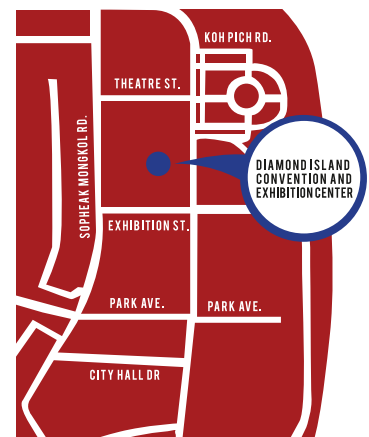 KOH PICH RD.
THEATRE ST.
SOPHEAK MONGKOL RD.
DIAMOND ISLAND
CONVENTION AND
EXHIBITION CENTER
EXHIBITION ST.
PARK AVE.
PARK AVE.
CITY HALL DR